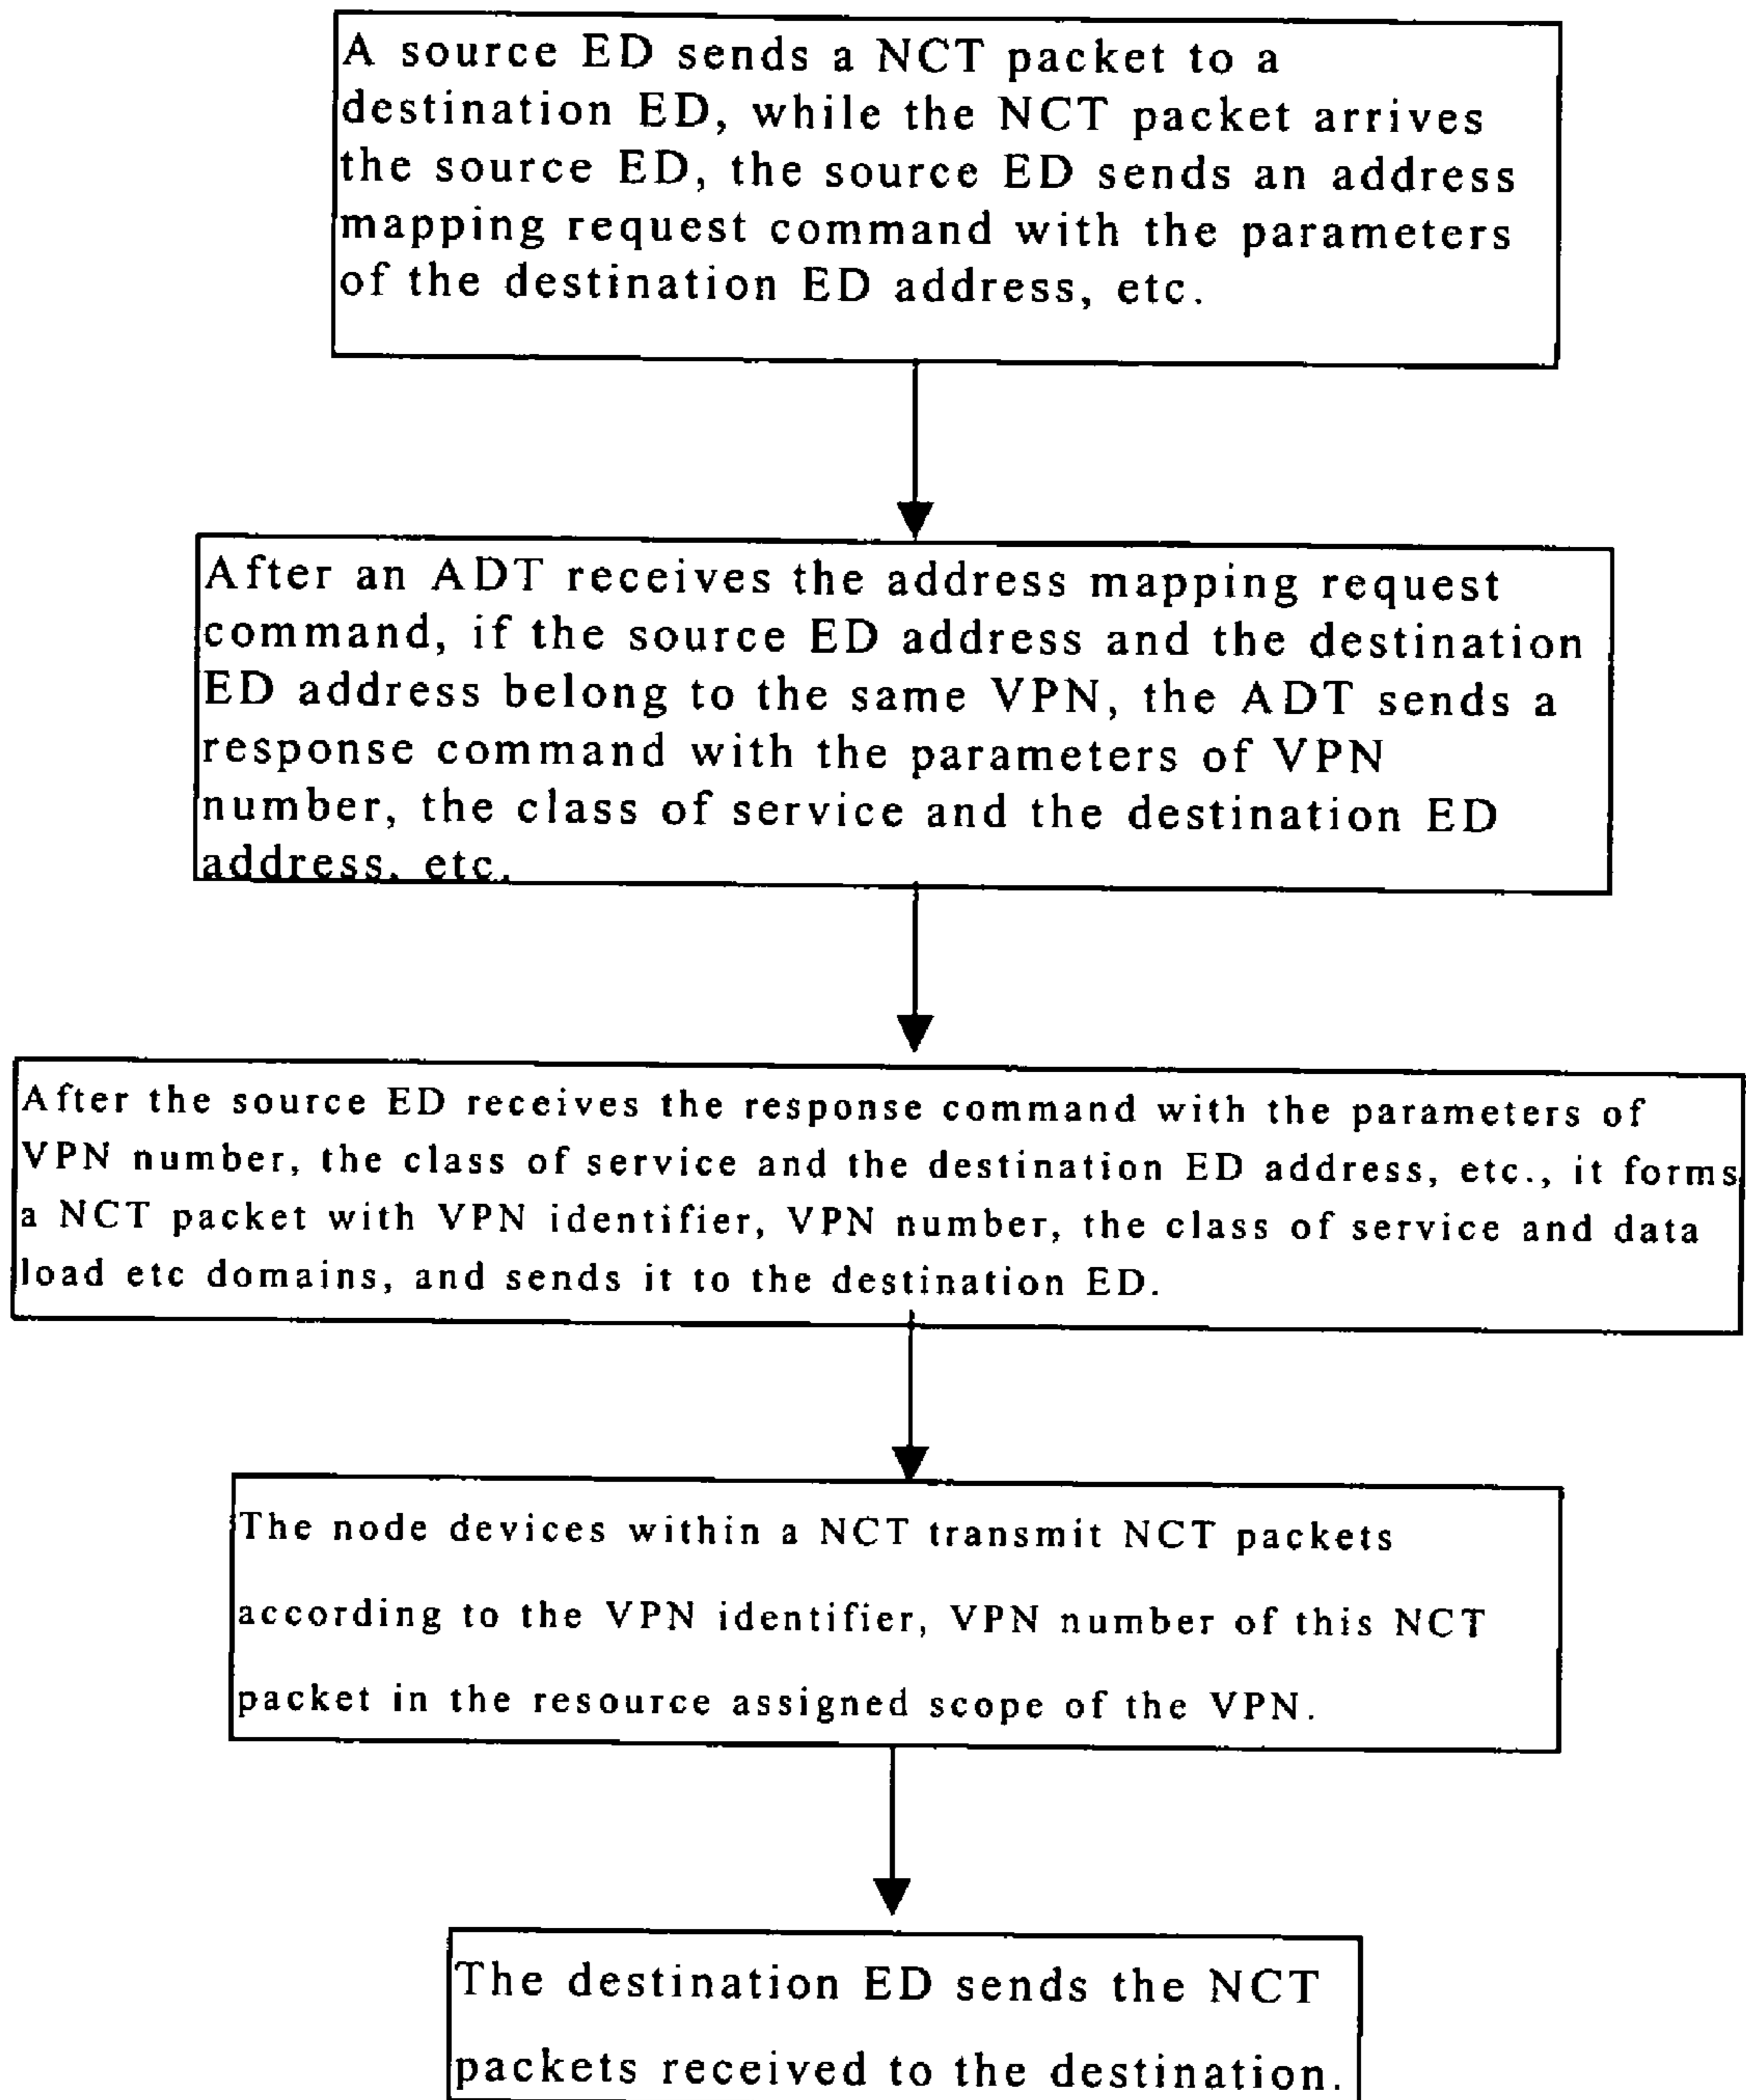 A source ED sends a NCT packet to a
destination ED, while the NCT packet arrives
the source ED, the source ED sends an address
mapping request command with the parameters
of the destination ED address, etc.
After an ADT receives the address mapping request
command, if the source ED address and the destination
ED address belong to the same VPN, the ADT sends a
response command with the parameters of VPN
number, the class of service and the destination ED
address, etc.
After the source ED receives the response command with the parameters of
VPN number, the class of service and the destination ED address, etc., it forms
a NCT packet with VPN identifier, VPN number, the class of service and data
load etc domains, and sends it to the destination ED.
The node devices within a NCT transmit NCT packets
according to the VPN identifier, VPN number of this NCT
packet in the resource assigned scope of the VPN.
The destination ED sends the NCT
packets received to the destination.